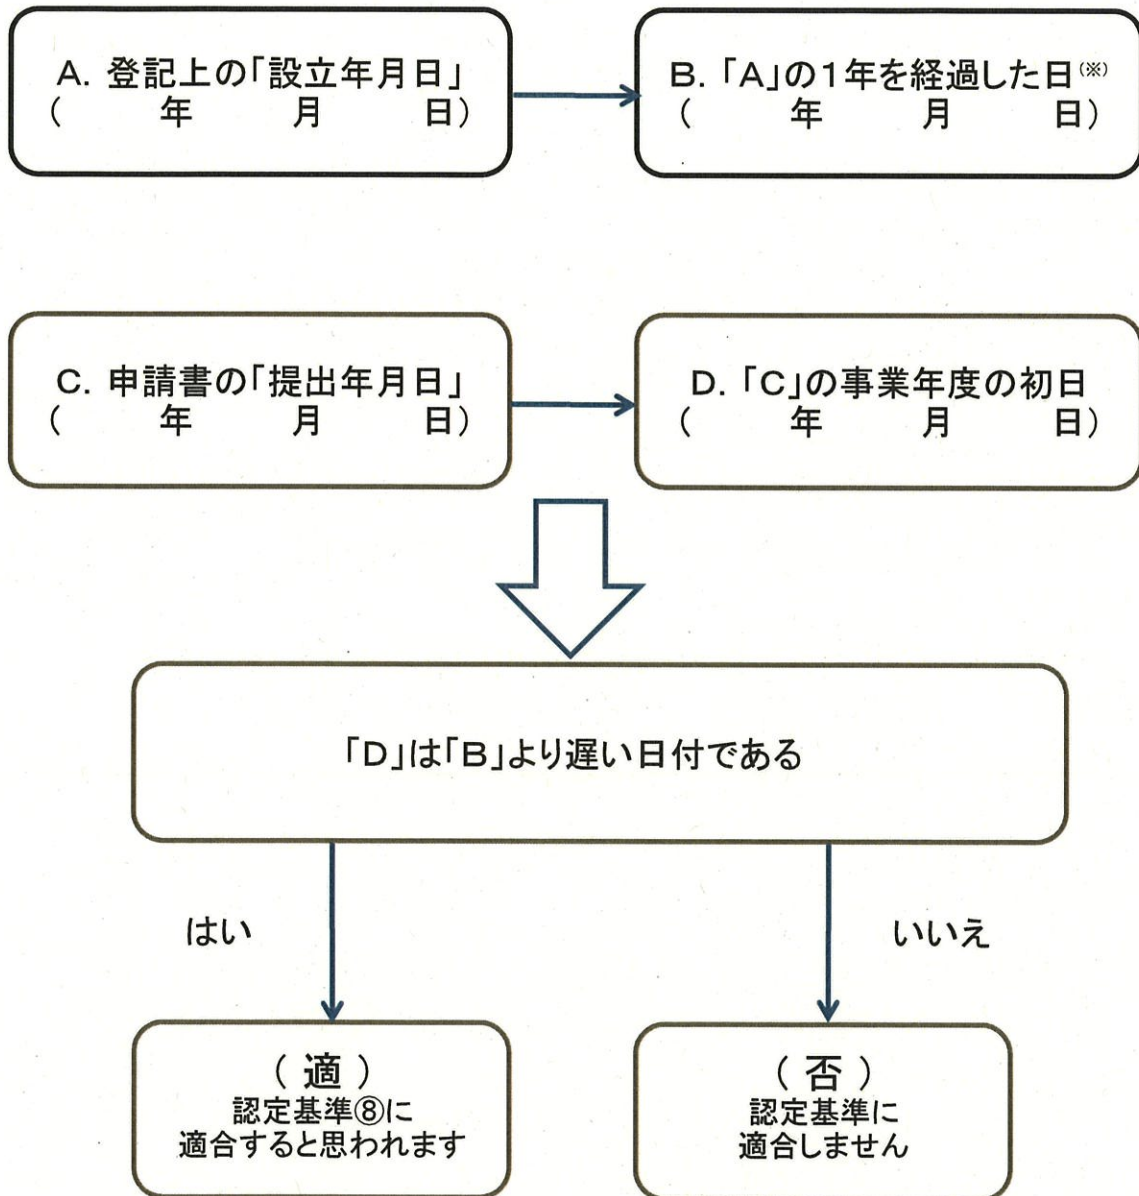 A. 登記上の「設立年月日」
(　　年　　月　　日)
B. 「A」の1年を経過した日(※)
(　　年　　月　　日)
C. 申請書の「提出年月日」
(　　年　　月　　日)
D. 「C」の事業年度の初日
(　　年　　月　　日)
「D」は「B」より遅い日付である
はい
いいえ
(適)
認定基準⑧に
適合すると思われます
(否)
認定基準に
適合しません